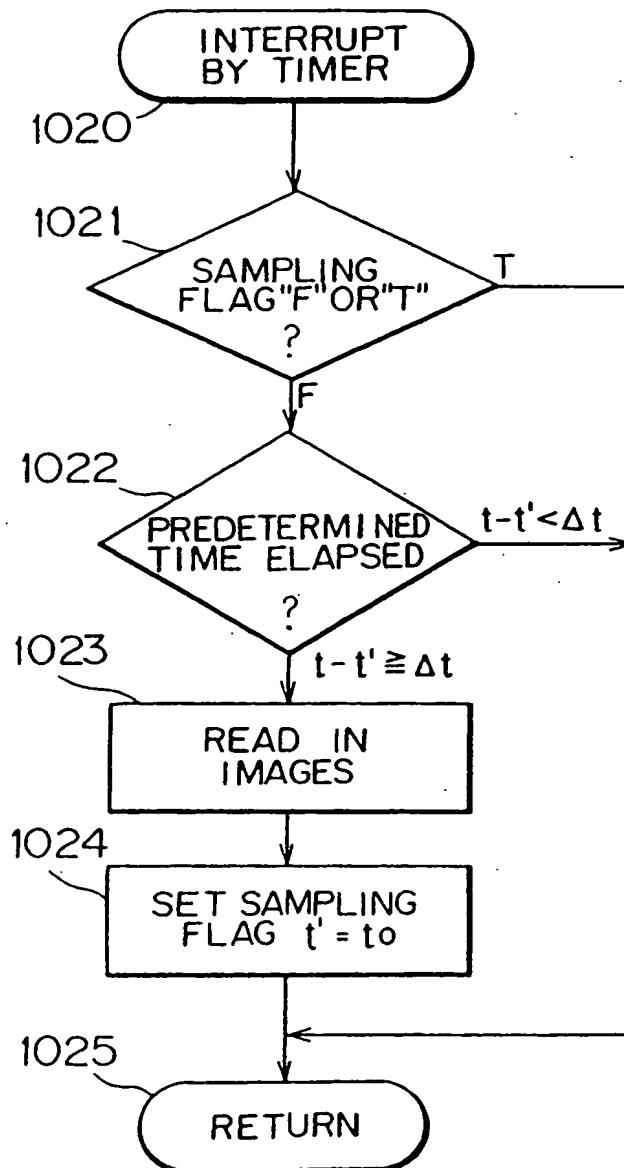 INTERRUPT
BY TIMER
1020
1021
SAMPLING
FLAG"F"OR"T"
?
T
F
1022
PREDETERMINED
TIME ELAPSED
?
t-t'<Δt
t-t'≧Δt
1023
READ IN
IMAGES
1024
SET SAMPLING
FLAG t'=to
1025
RETURN